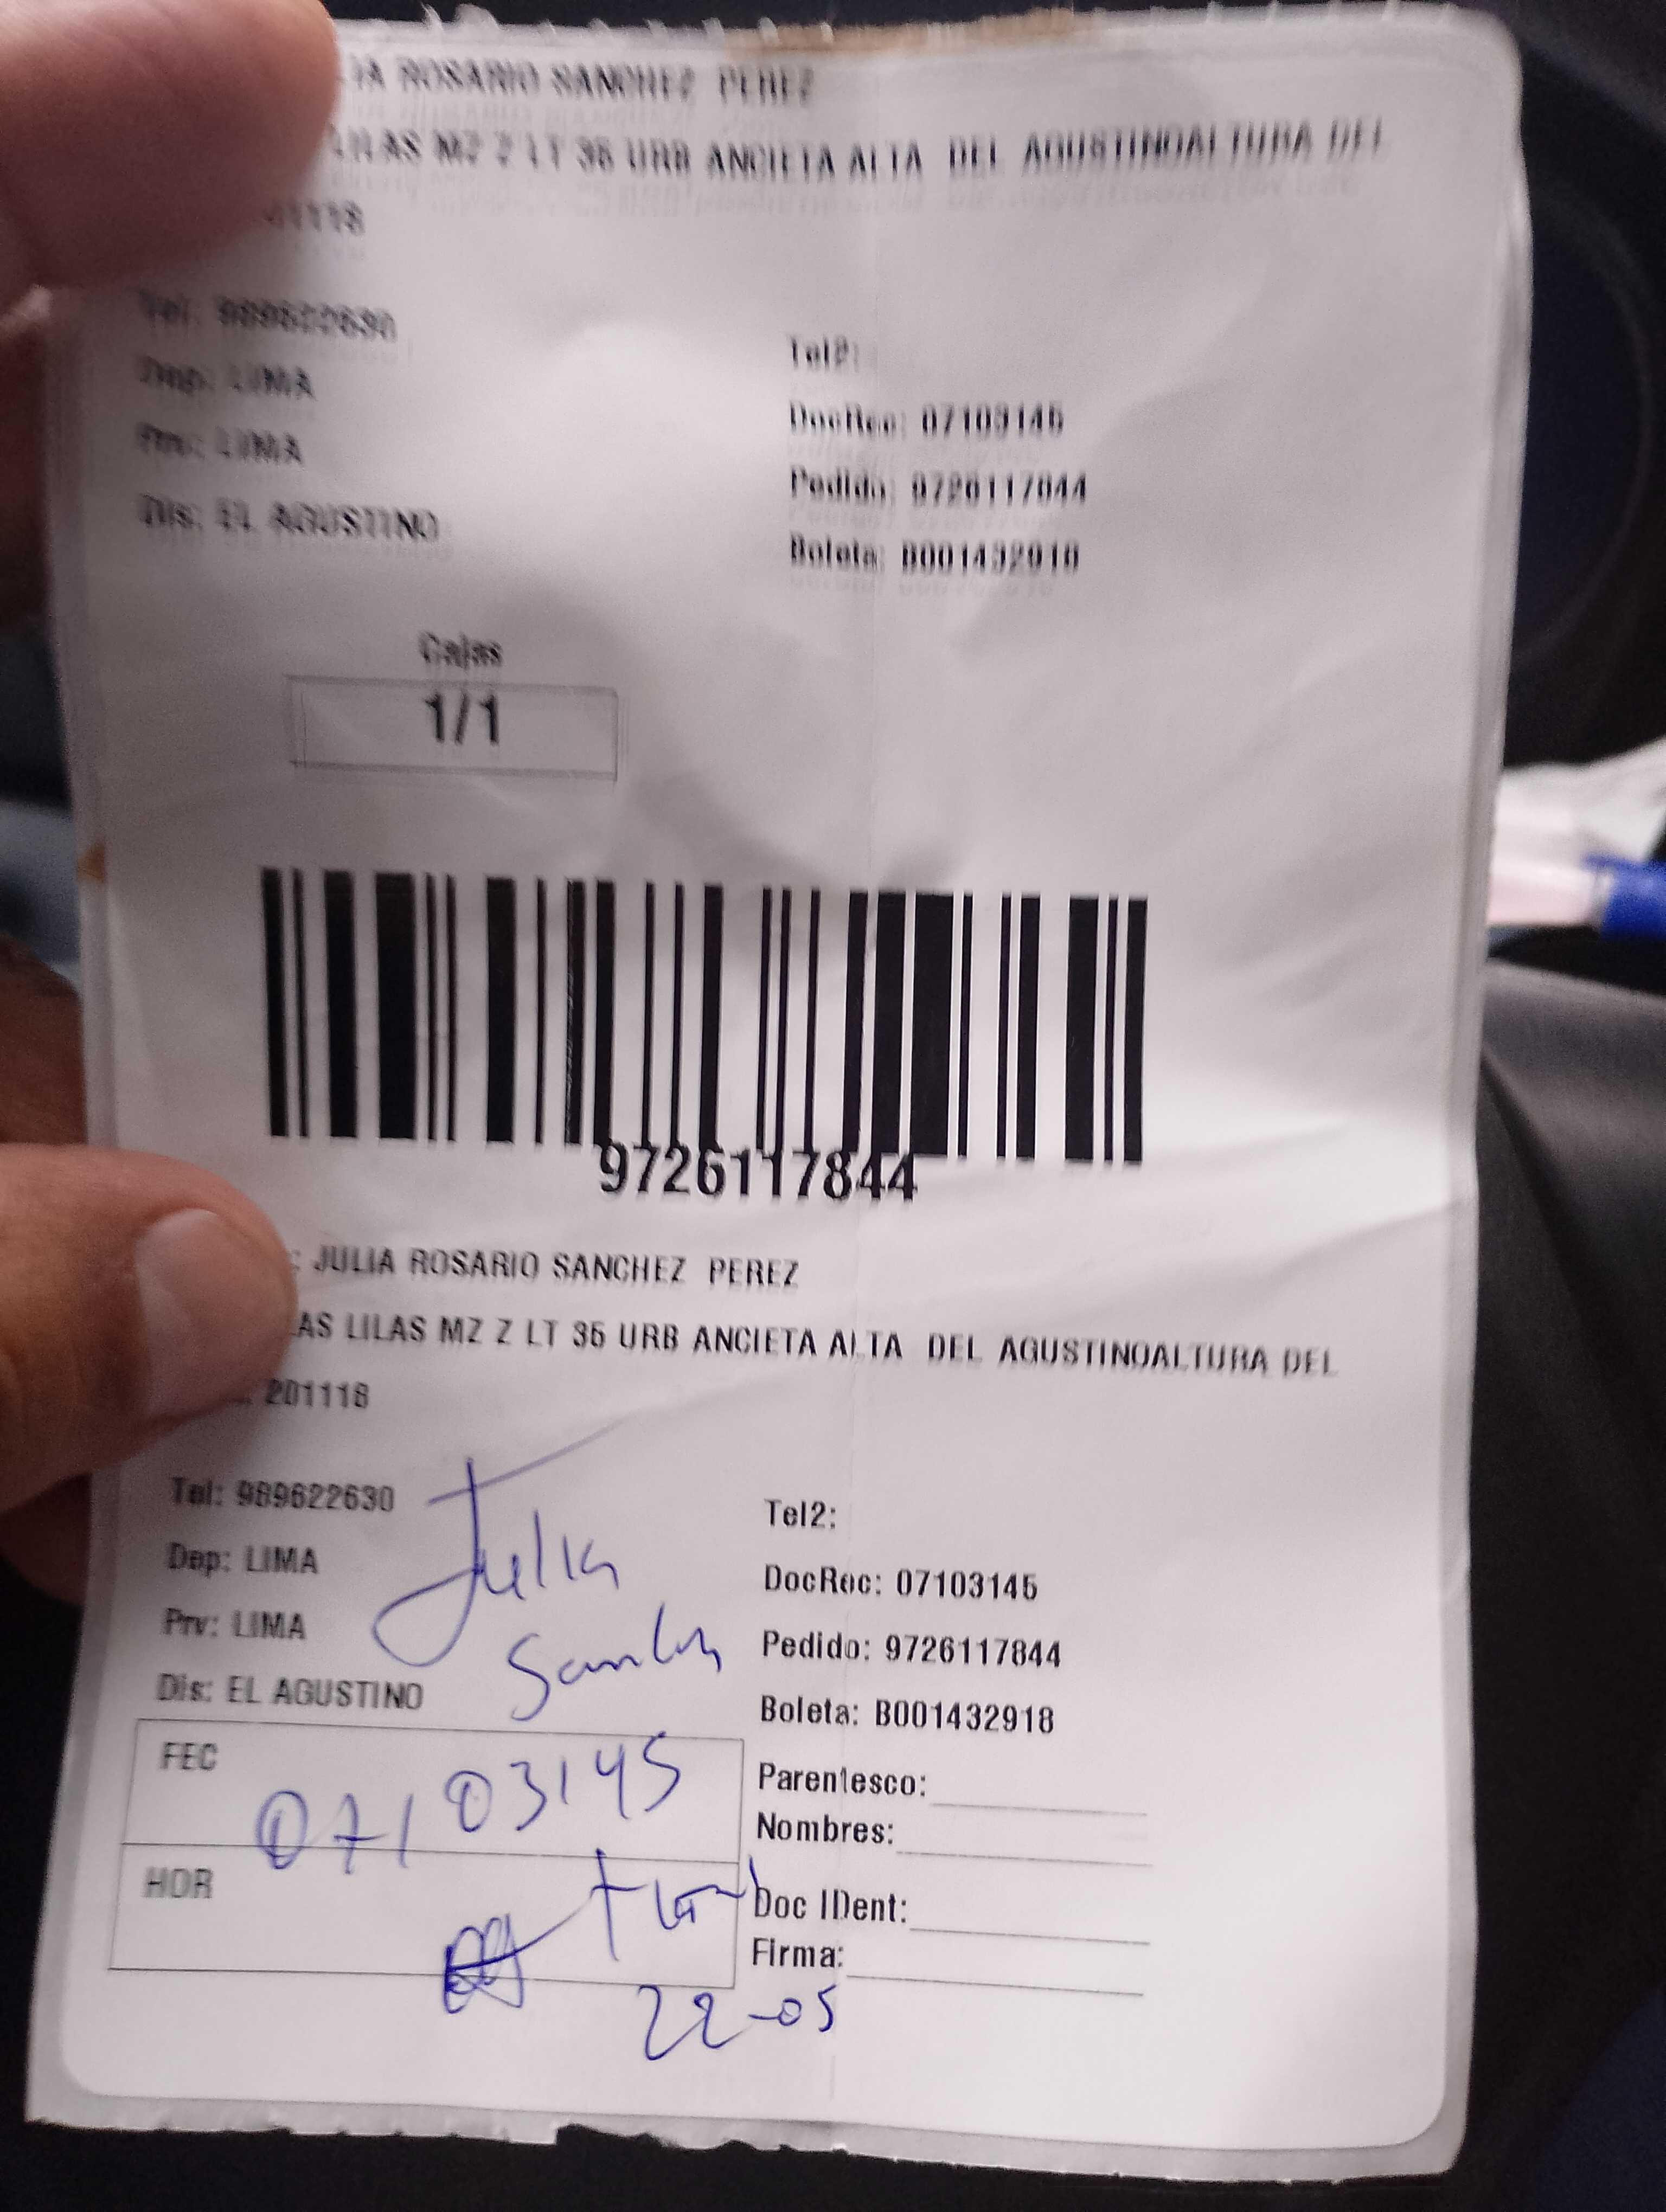 ROSARIO SANCHEZ PEREZ
LILAS MZ Z LT 35 URB ANCIETA ALTA DEL AGUSTINOALTURA DEL
201118
Tel: 989622630
Tel2:
Dep: LIMA
DocRec: 07103145
Prv: LIMA
Pedido: 9726117844
Dis: EL AGUSTINO
Boleta: B001432918
Cajas
1/1
9726117844
: JULIA ROSARIO SANCHEZ PEREZ
LAS LILAS MZ Z LT 35 URB ANCIETA ALTA DEL AGUSTINOALTURA DEL
201118
Tel: 989622630
Tel2:
Julia
Dep: LIMA
DocRec: 07103145
Prv: LIMA
Pedido: 9726117844
Dis: EL AGUSTINO
Boleta: B001432918
FEC
07103145
Parentesco:
Nombres:
HOR
Doc IDent:
Firma:
22-05